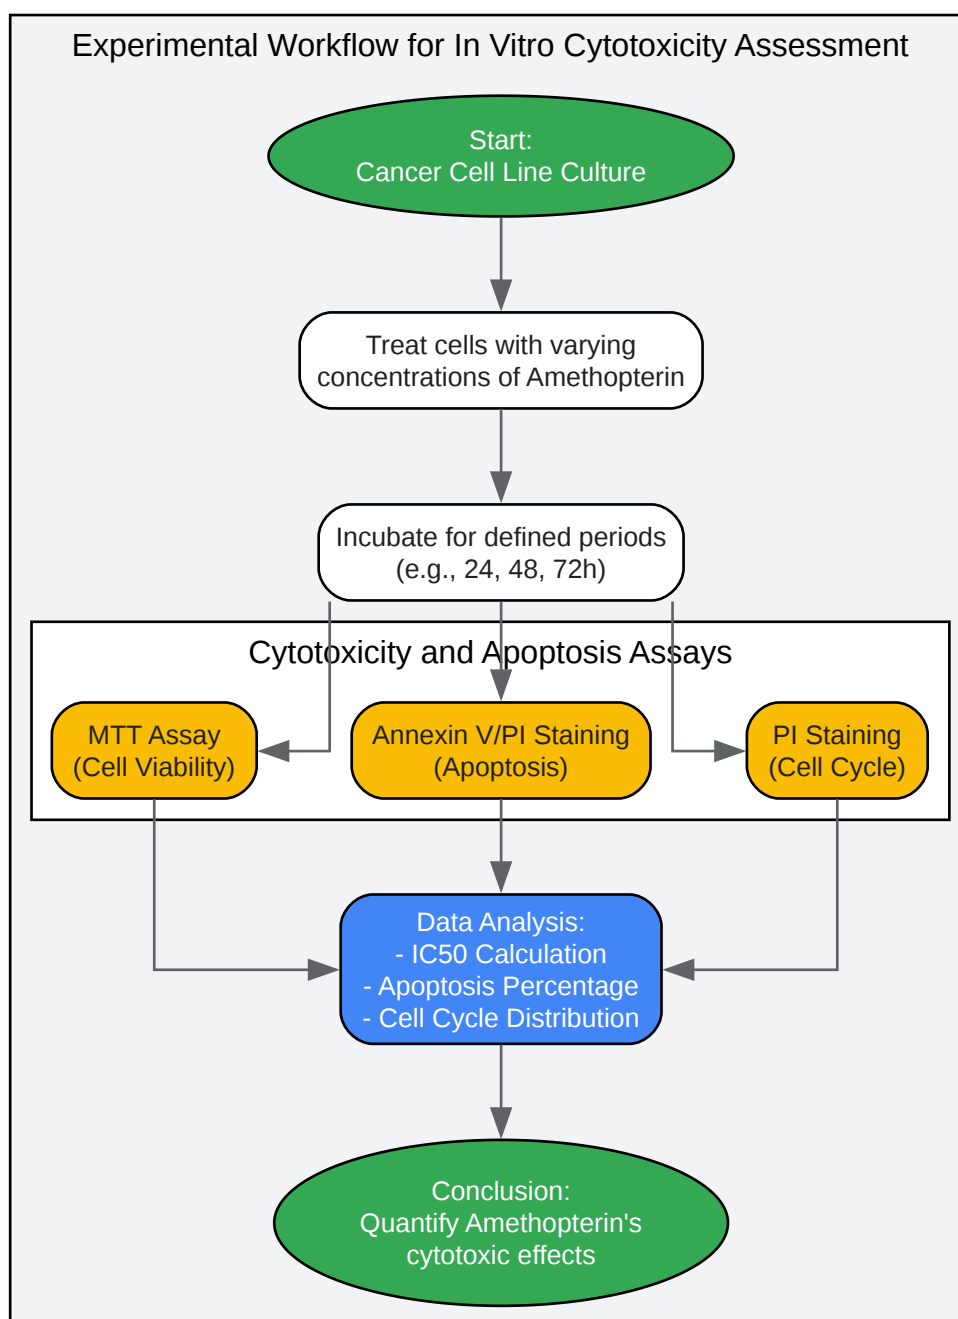 Experimental Workflow for In Vitro Cytotoxicity Assessment
Start:
Cancer Cell Line Culture
Treat cells with varying
concentrations of Amethopterin
Incubate for defined periods
(e.g., 24, 48, 72h)
Cytotoxicity and Apoptosis Assays
MTT Assay
(Cell Viability)
Annexin V/PI Staining
(Apoptosis)
PI Staining
(Cell Cycle)
Data Analysis:
- IC50 Calculation
- Apoptosis Percentage
- Cell Cycle Distribution
Conclusion:
Quantify Amethopterin's
cytotoxic effects